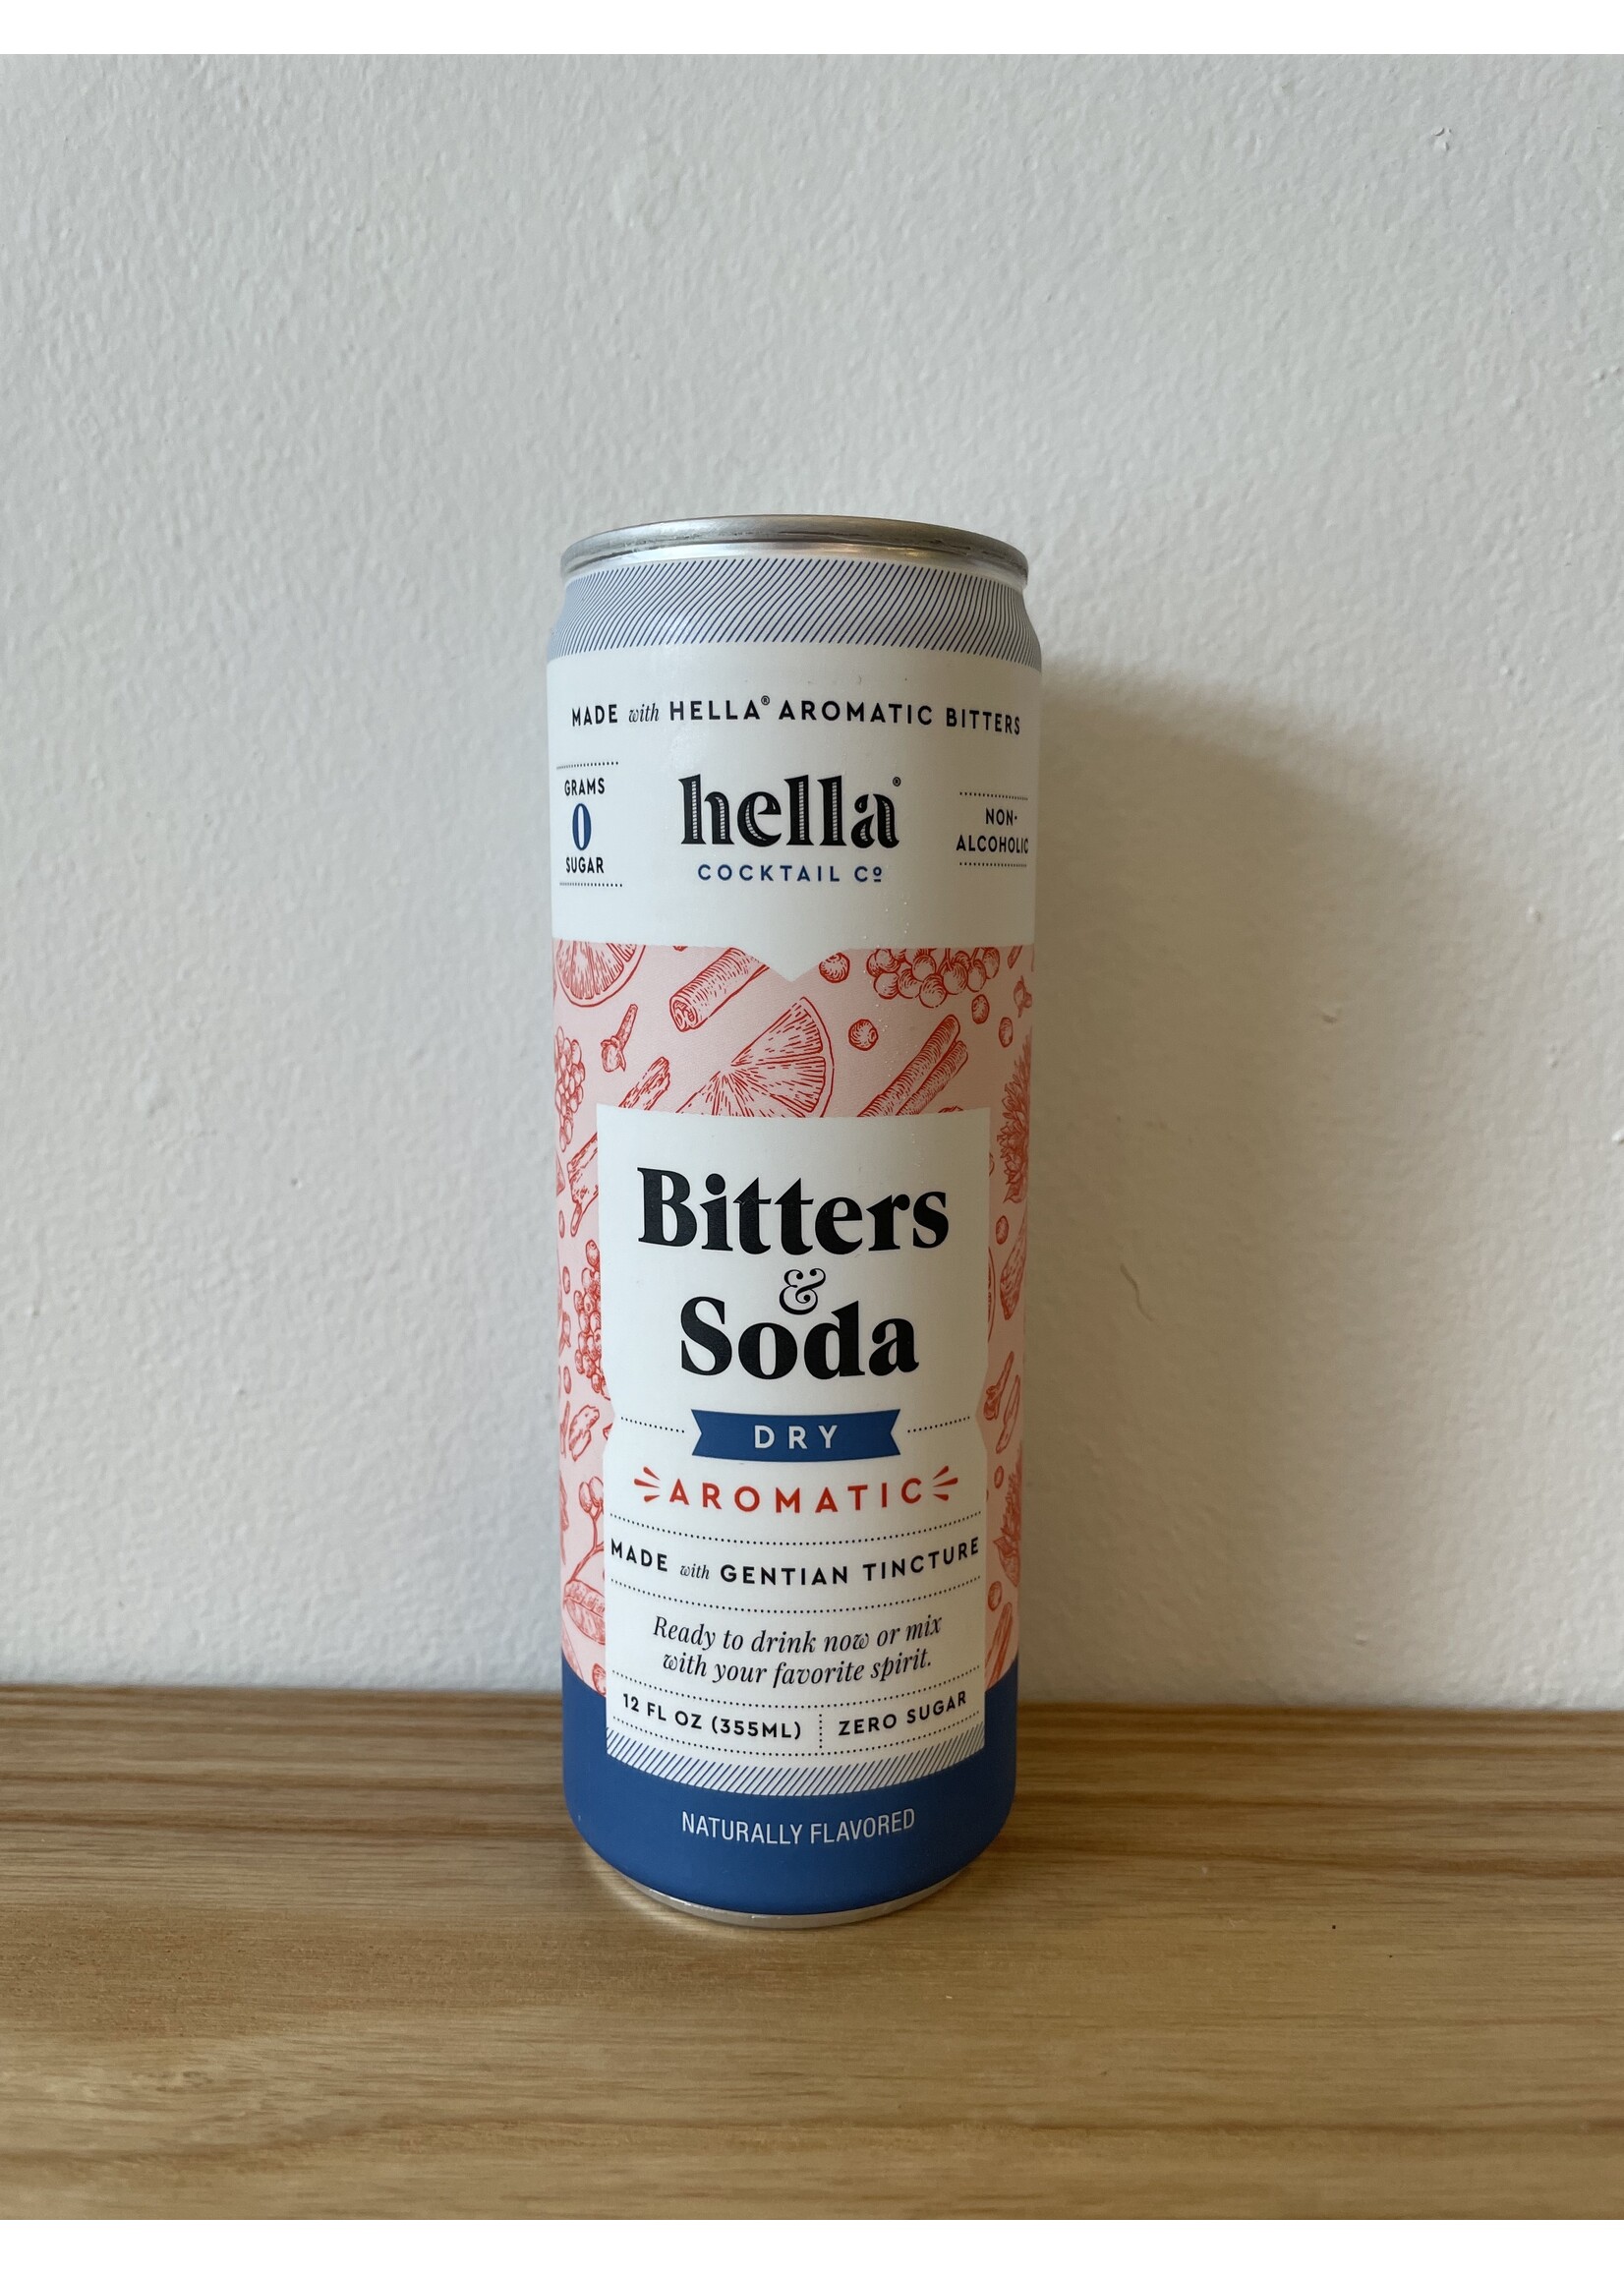 MADE with HELLA® AROMATIC BITTERS
GRAMS
0
SUGAR
hella®
COCKTAIL Cº
NON-
ALCOHOLIC
Bitters
&
Soda
DRY
AROMATIC
MADE with GENTIAN TINCTURE
Ready to drink now or mix
with your favorite spirit.
12 FL OZ (355ML)
ZERO SUGAR
NATURALLY FLAVORED